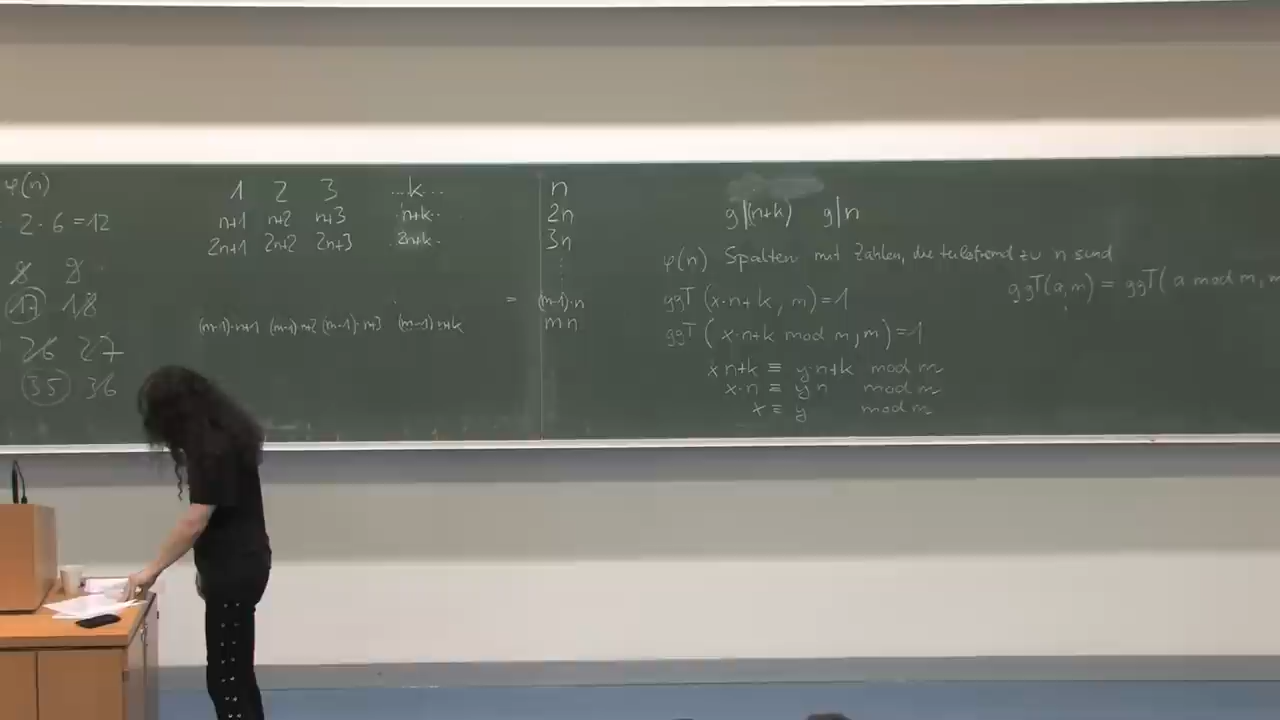 φ(n)
2·6=12
8 9
17 18
26 27
35 36
1 2 3 ...k... n
n+1 n+2 n+3 ..n+k.. 2n
2n+1 2n+2 2n+3 ..2n+k.. 3n
= (m-1)·n
(m-1)·n+1 (m-1)·n+2 (m-1)·n+3 (m-1)·n+k mn
g|(n+k) g|n
φ(n) Spalten mit Zahlen, die teilerfremd zu n sind
ggT(x·n+k, m)=1
ggT(x·n+k mod m, m)=1
x·n+k ≡ y·n+k mod m
x·n ≡ y·n mod m
x ≡ y mod m
ggT(a,m) = ggT(a mod m, m